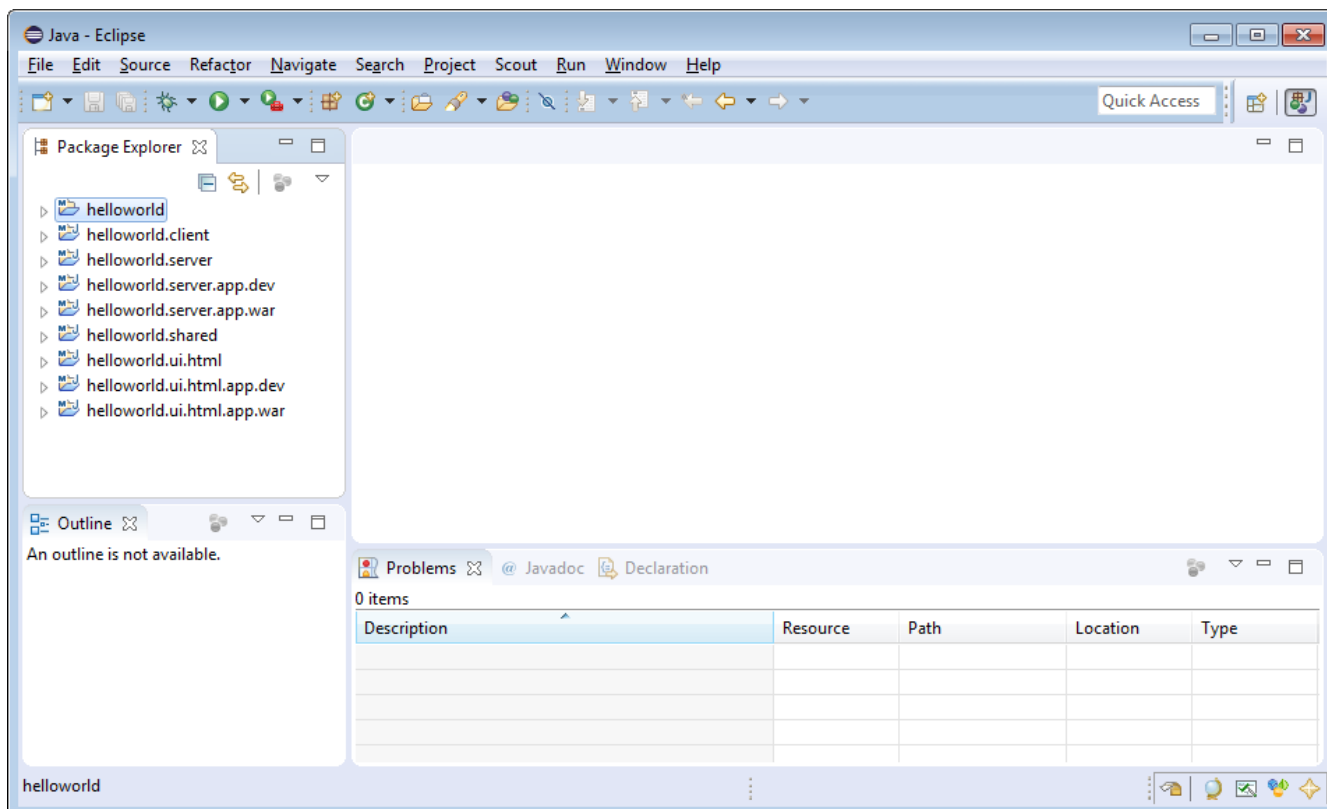 Java - Eclipse
File Edit Source Refactor Navigate Search Project Scout Run Window Help
Quick Access
Package Explorer
helloworld
helloworld.client
helloworld.server
helloworld.server.app.dev
helloworld.server.app.war
helloworld.shared
helloworld.ui.html
helloworld.ui.html.app.dev
helloworld.ui.html.app.war
Outline
An outline is not available.
Problems @ Javadoc Declaration
0 items
Description Resource Path Location Type
helloworld